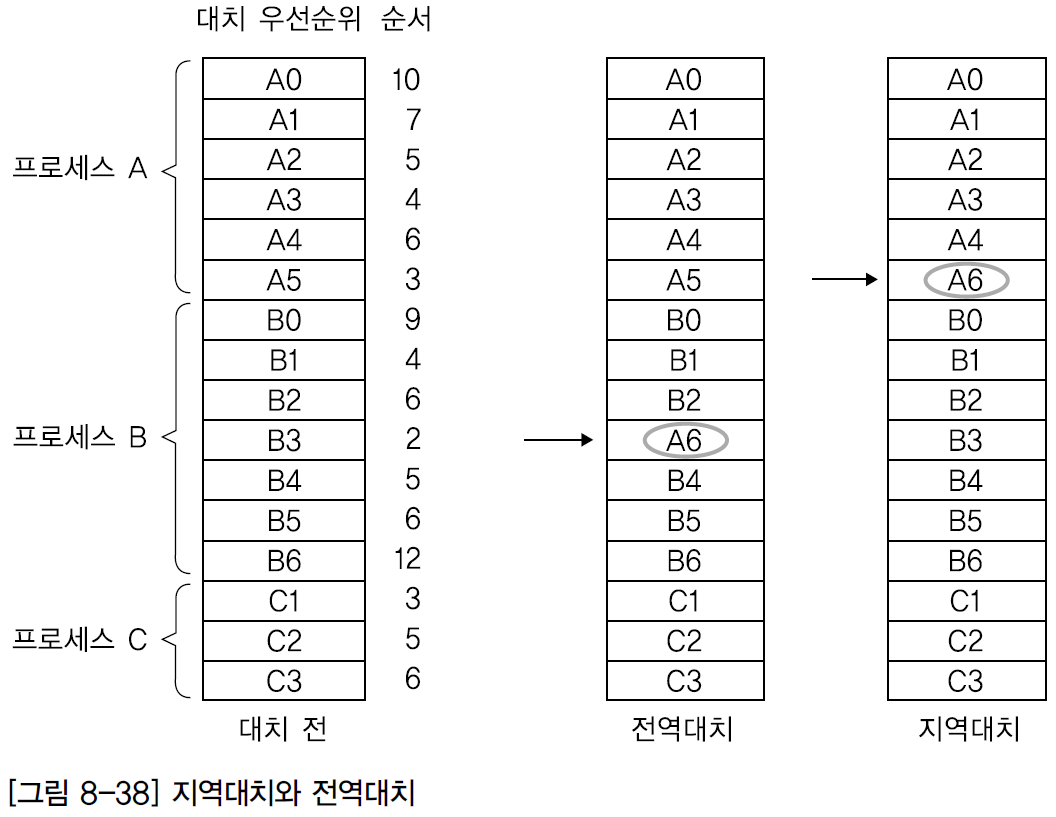 대치 우선순위 순서
A0 10 A0 A0
A1 7 A1 A1
A2 5 A2 A2
프로세스 A
A3 4 A3 A3
A4 6 A4 A4
A5 3 A5 A6
B0 9 B0 B0
B1 4 B1 B1
B2 6 B2 B2
프로세스 B B3 2 A6 B3
B4 5 B4 B4
B5 6 B5 B5
B6 12 B6 B6
C1 3 C1 C1
프로세스 C C2 5 C2 C2
C3 6 C3 C3
대치 전 전역대치 지역대치
[그림 8-38] 지역대치와 전역대치